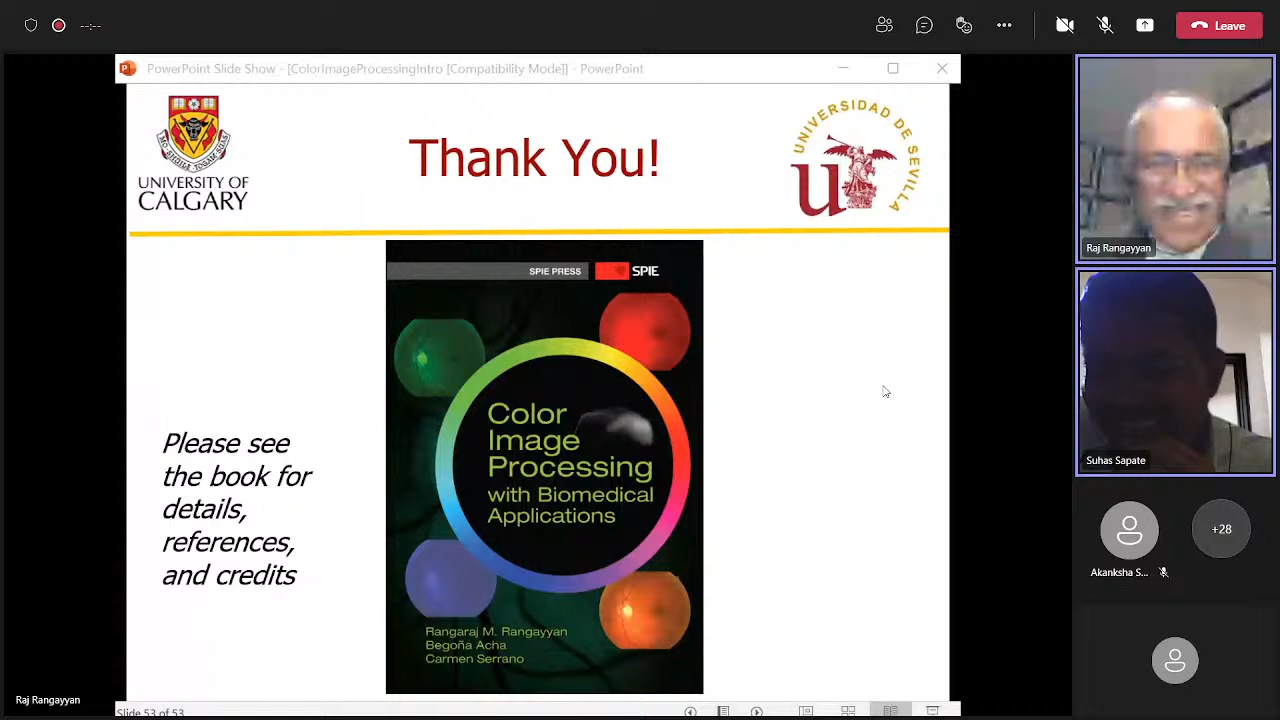 --:--
Leave
PowerPoint Slide Show - [ColorImageProcessingIntro [Compatibility Mode]] - PowerPoint
UNIVERSITY OF
CALGARY
Thank You!
UNIVERSIDAD DE SEVILLA
SPIE PRESS
SPIE
Color
Image
Processing
with Biomedical
Applications
Please see
the book for
details,
references,
and credits
Rangaraj M. Rangayyan
Begoña Acha
Carmen Serrano
Slide 53 of 53
Raj Rangayyan
Raj Rangayyan
Suhas Sapate
+28
Akanksha S...